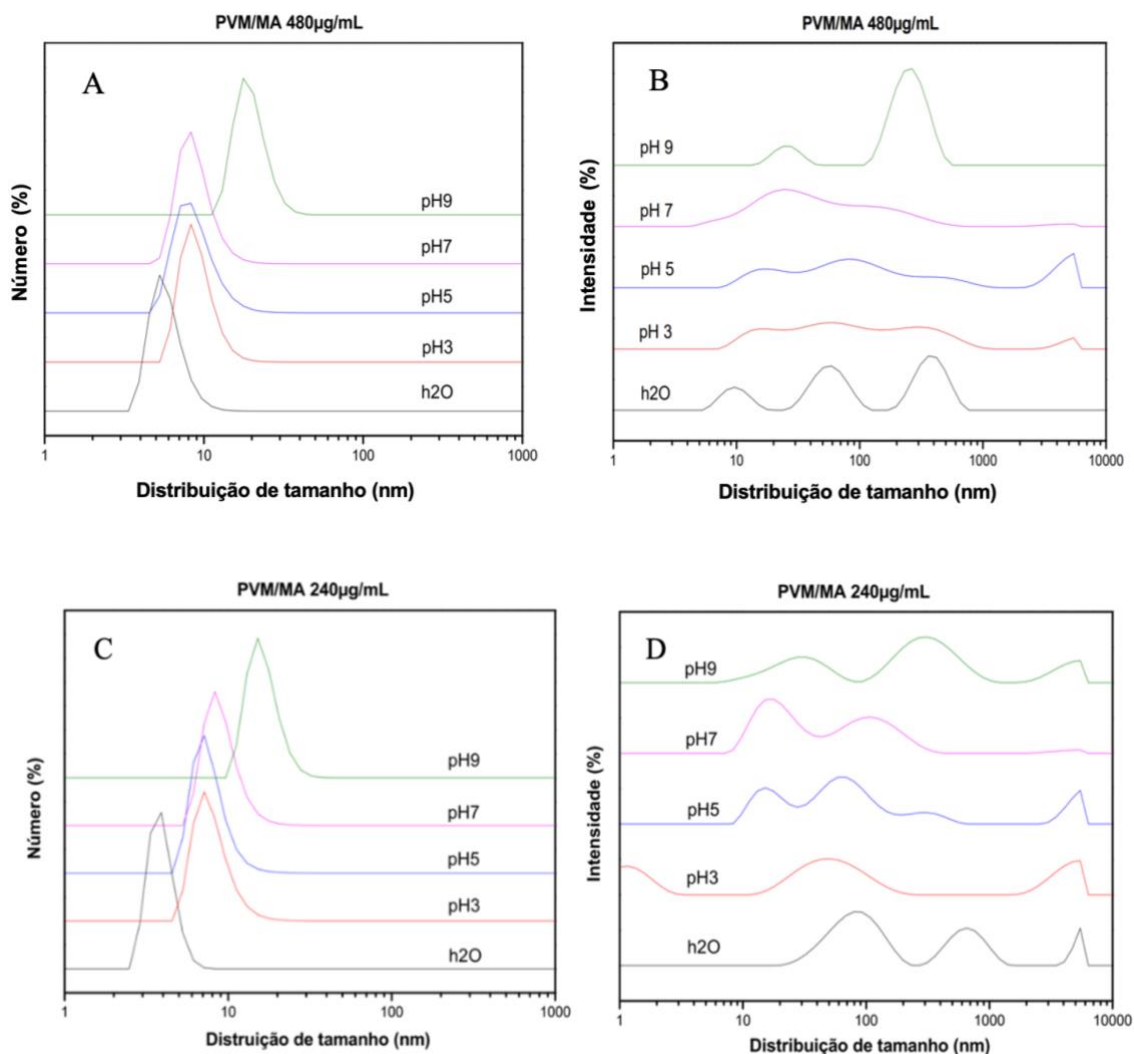 PVM/MA 480µg/mL
A
Número (%)
pH9
pH7
pH5
pH3
h2O
1
10
100
1000
Distribuição de tamanho (nm)
PVM/MA 480µg/mL
B
Intensidade (%)
pH 9
pH 7
pH 5
pH 3
h2O
1
10
100
1000
10000
Distribuição de tamanho (nm)
PVM/MA 240µg/mL
C
Número (%)
pH9
pH7
pH5
pH3
h2O
1
10
100
1000
Distruição de tamanho (nm)
PVM/MA 240µg/mL
D
Intensidade (%)
pH9
pH7
pH5
pH3
h2O
1
10
100
1000
10000
Distribuição de tamanho (nm)